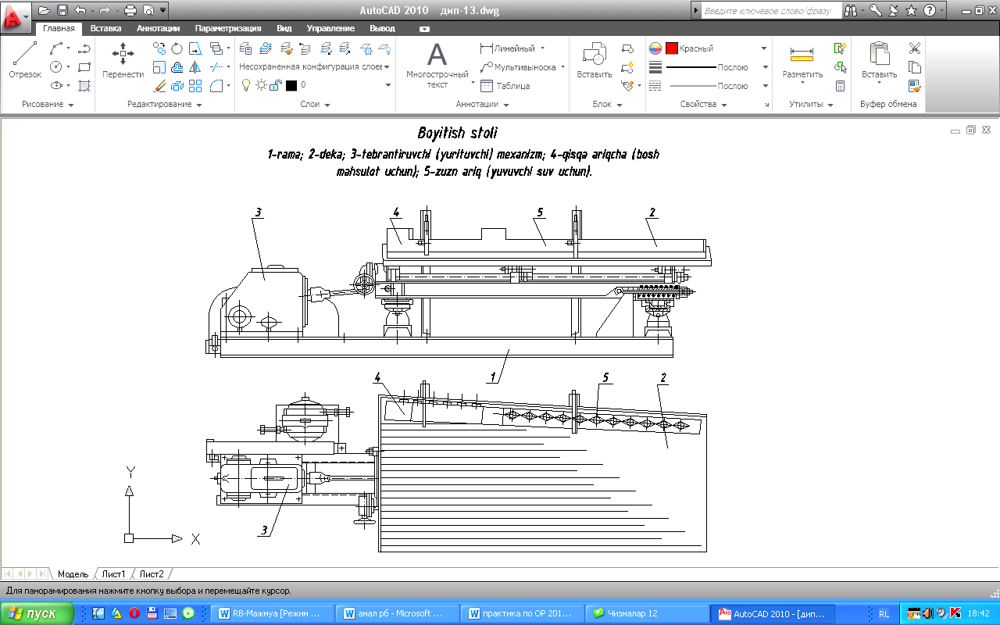 AutoCAD 2010 дип-13.dwg
Введите ключевое слово/фразу
Главная Вставка Аннотации Параметризация Вид Управление Вывод
Отрезок
Перенести
Несохраненная конфигурация слоев
0
Многострочный
текст
Линейный
Мультивыноска
Таблица
Вставить
Красный
Послою
Послою
Разметить
Вставить
Рисование Редактирование Слои Аннотации Блок Свойства Утилиты Буфер обмена
Boyitish stoli
1-rama; 2-deka; 3-tebrantiruvchi (yurituvchi) mexanizm; 4-qisqa ariqcha (bosh
mahsulot uchun); 5-zuzn ariq (yuvuvchi suv uchun).
3 4 5 2
1
4 5 2
3
Y
X
Модель Лист1 Лист2
Для панорамирования нажмите кнопку выбора и перемещайте курсор.
пуск RB-Мажмуа [Режим ... амал рб - Microsoft ... практика по ОР 201... Чизмалар 12 AutoCAD 2010 - [дип... RL 18:42